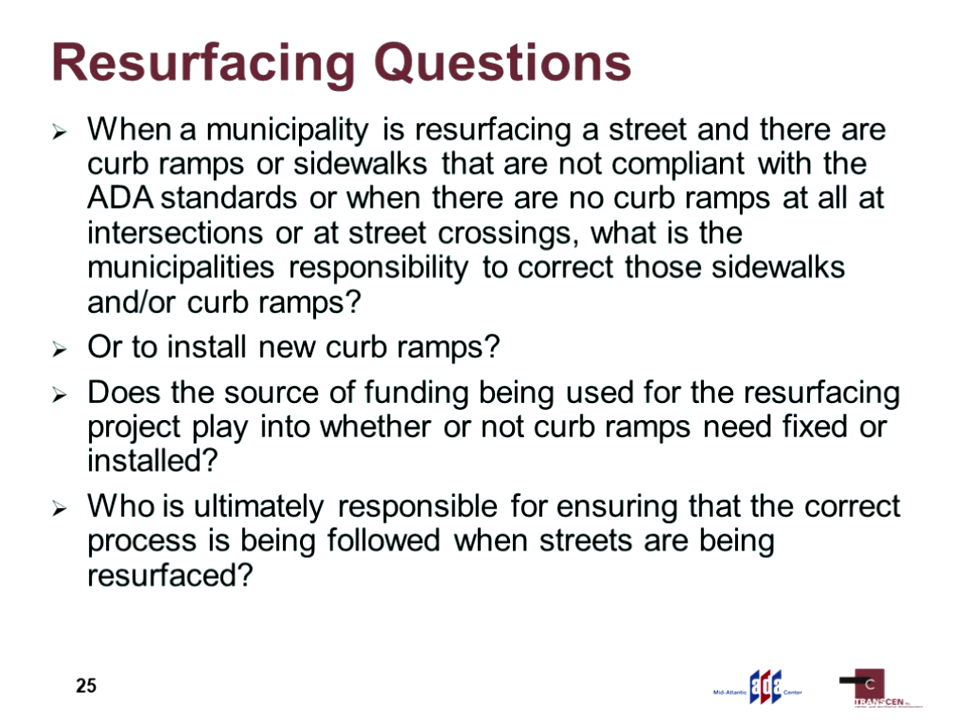 Resurfacing Questions
When a municipality is resurfacing a street and there are
curb ramps or sidewalks that are not compliant with the
ADA standards or when there are no curb ramps at all at
intersections or at street crossings, what is the
municipalities responsibility to correct those sidewalks
and/or curb ramps?
Or to install new curb ramps?
Does the source of funding being used for the resurfacing
project play into whether or not curb ramps need fixed or
installed?
Who is ultimately responsible for ensuring that the correct
process is being followed when streets are being
resurfaced?
25
Mid-Atlantic ada Center
C
TRANSCEN